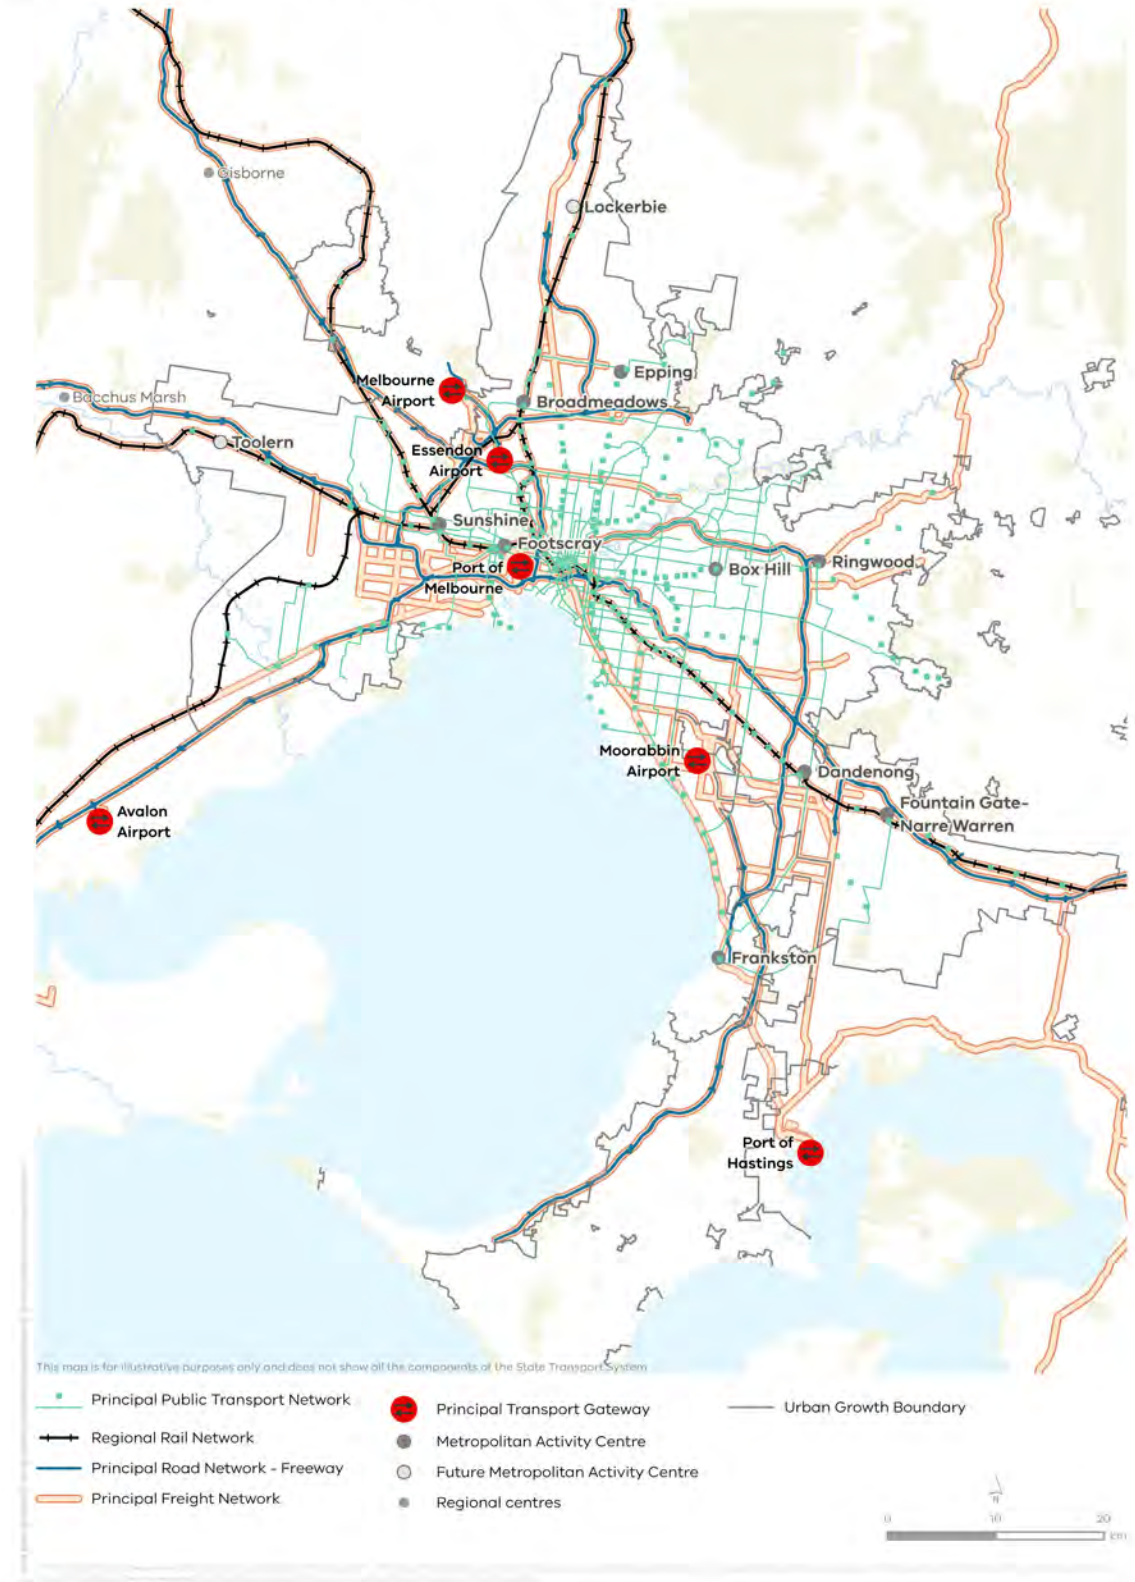 Gisborne
Lockerbie
Melbourne
Airport
Epping
Bacchus Marsh
Broadmeadows
Toolern
Essendon
Airport
Sunshine
Footscray
Port of
Melbourne
Box Hill
Ringwood
Moorabbin
Airport
Dandenong
Avalon
Airport
Fountain Gate-
Narre Warren
Frankston
Port of
Hastings
This map is for illustrative purposes only and does not show all the components of the State Transport System
Principal Public Transport Network
Regional Rail Network
Principal Road Network - Freeway
Principal Freight Network
Principal Transport Gateway
Metropolitan Activity Centre
Future Metropolitan Activity Centre
Regional centres
Urban Growth Boundary
N
0 10 20
km